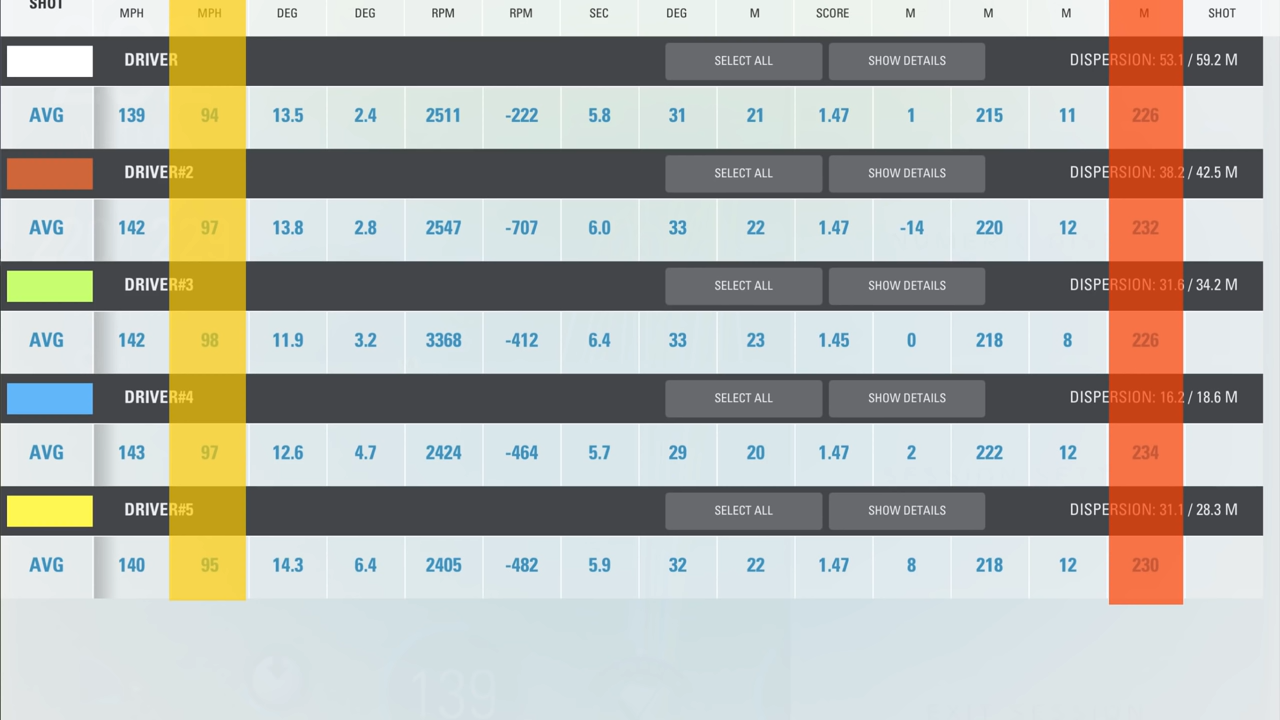 SHOT
MPH MPH DEG DEG RPM RPM SEC DEG M SCORE M M M M SHOT
DRIVER SELECT ALL SHOW DETAILS DISPERSION: 53.1 / 59.2 M
AVG 139 94 13.5 2.4 2511 -222 5.8 31 21 1.47 1 215 11 226
DRIVER#2 SELECT ALL SHOW DETAILS DISPERSION: 38.2 / 42.5 M
AVG 142 97 13.8 2.8 2547 -707 6.0 33 22 1.47 -14 220 12 232
DRIVER#3 SELECT ALL SHOW DETAILS DISPERSION: 31.6 / 34.2 M
AVG 142 98 11.9 3.2 3368 -412 6.4 33 23 1.45 0 218 8 226
DRIVER#4 SELECT ALL SHOW DETAILS DISPERSION: 16.2 / 18.6 M
AVG 143 97 12.6 4.7 2424 -464 5.7 29 20 1.47 2 222 12 234
DRIVER#5 SELECT ALL SHOW DETAILS DISPERSION: 31.1 / 28.3 M
AVG 140 95 14.3 6.4 2405 -482 5.9 32 22 1.47 8 218 12 230
139